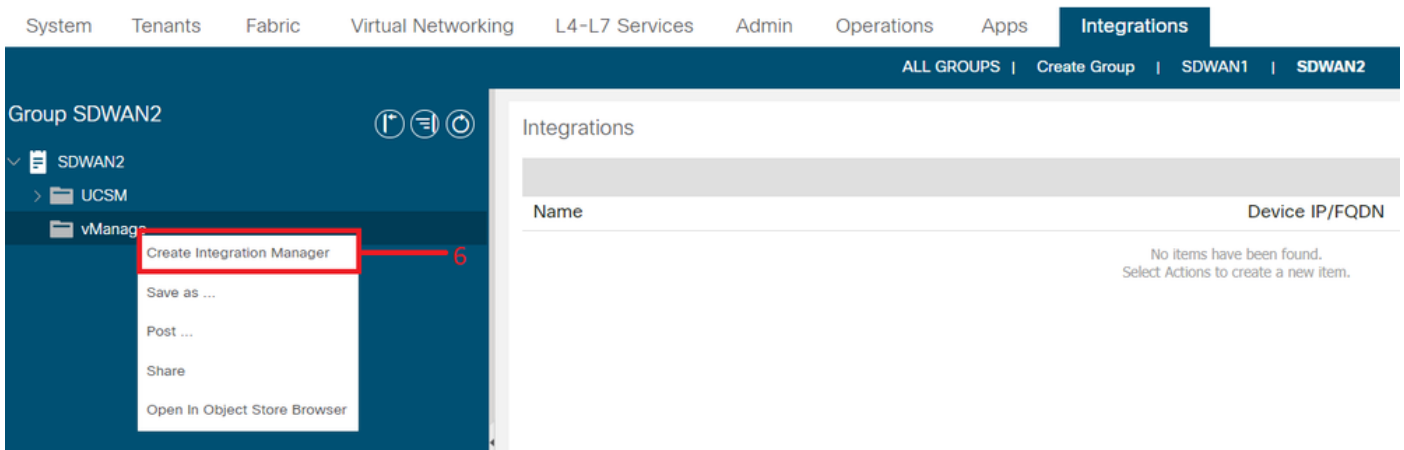 System Tenants Fabric Virtual Networking L4-L7 Services Admin Operations Apps Integrations
ALL GROUPS | Create Group | SDWAN1 | SDWAN2
Group SDWAN2
SDWAN2
UCSM
vManage
Create Integration Manager
6
Save as ...
Post ...
Share
Open In Object Store Browser
Integrations
Name Device IP/FQDN
No items have been found.
Select Actions to create a new item.